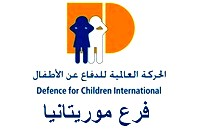 الحركة العالمية للدفاع عن الأطفال
Defence for Children International
فرع موريتانيا